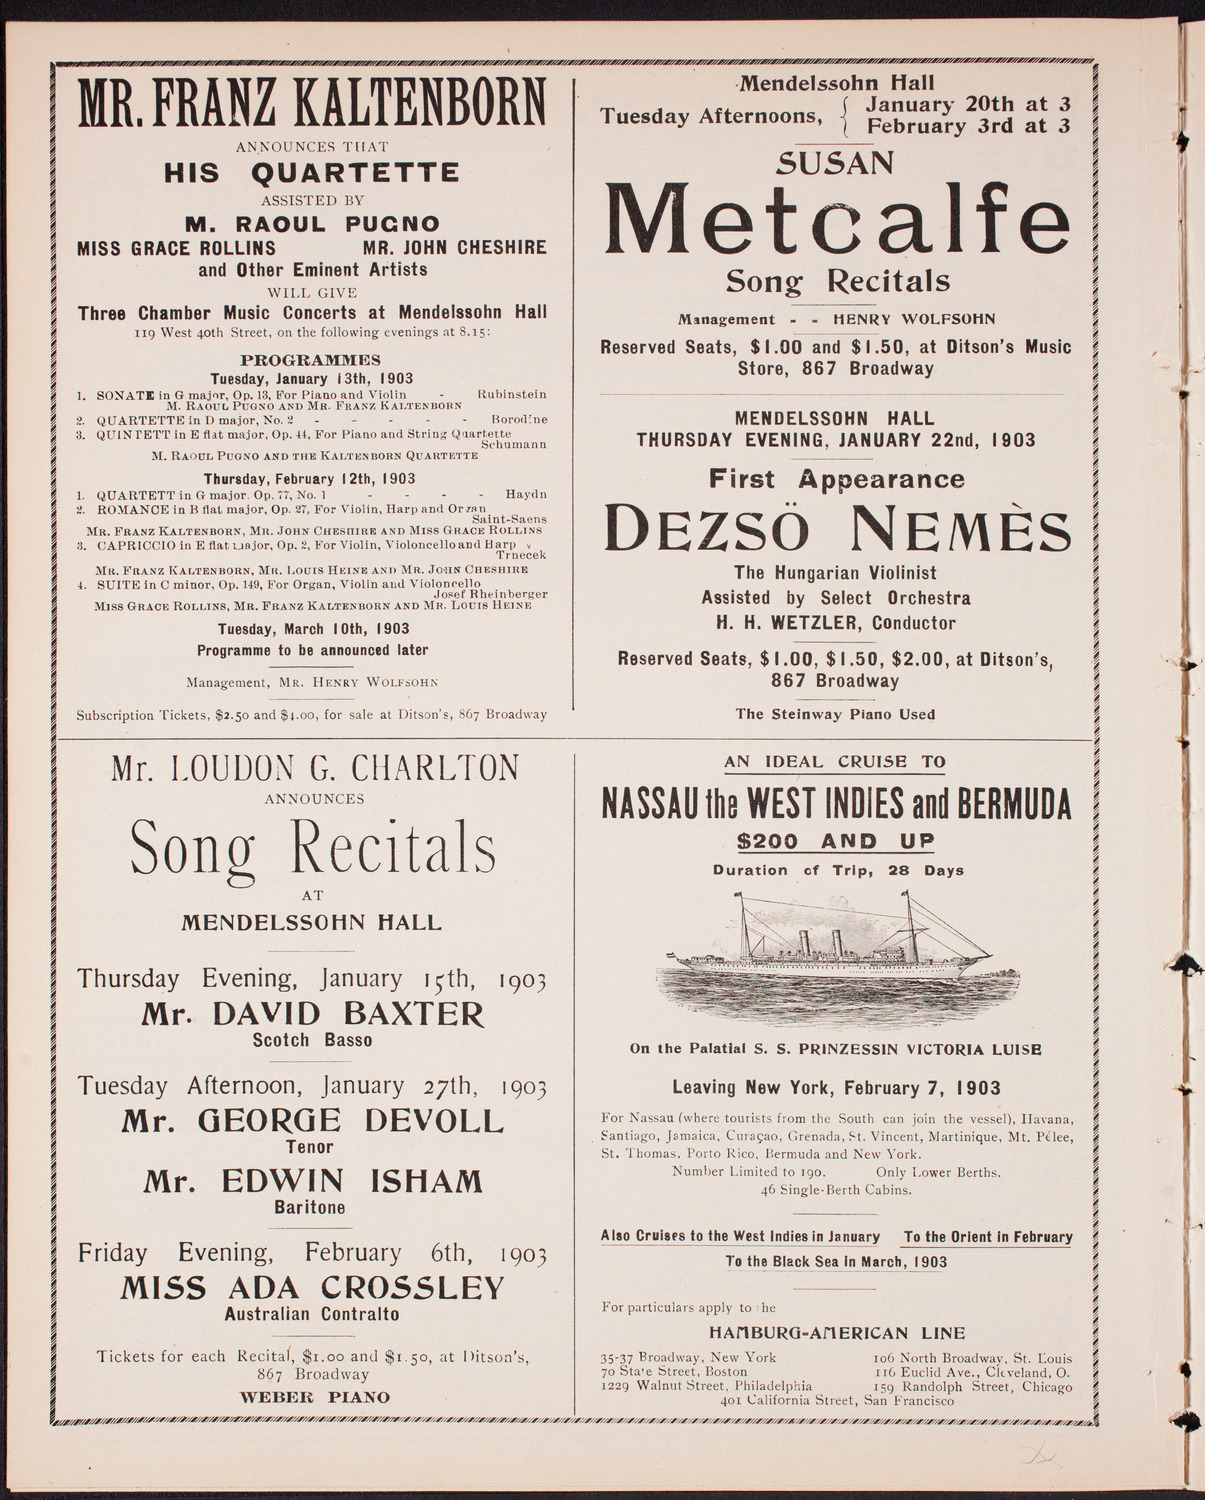 MR. FRANZ KALTENBORN
ANNOUNCES THAT
HIS QUARTETTE
ASSISTED BY
M. RAOUL PUGNO
MISS GRACE ROLLINS MR. JOHN CHESHIRE
and Other Eminent Artists
WILL GIVE
Three Chamber Music Concerts at Mendelssohn Hall
119 West 40th Street, on the following evenings at 8.15:
PROGRAMMES
Tuesday, January 13th, 1903
1. SONATE in G major, Op. 13, For Piano and Violin - Rubinstein
M. RAOUL PUGNO AND MR. FRANZ KALTENBORN
2. QUARTETTE in D major, No. 2 - - - - - Borodine
3. QUINTETT in E flat major, Op. 44, For Piano and String Quartette
Schumann
M. RAOUL PUGNO AND THE KALTENBORN QUARTETTE
Thursday, February 12th, 1903
1. QUARTETT in G major. Op. 77, No. 1 - - - - Haydn
2. ROMANCE in B flat major, Op. 27, For Violin, Harp and Organ
Saint-Saens
MR. FRANZ KALTENBORN, MR. JOHN CHESHIRE AND MISS GRACE ROLLINS
3. CAPRICCIO in E flat major, Op. 2, For Violin, Violoncello and Harp
Trnecek
MR. FRANZ KALTENBORN, MR. LOUIS HEINE AND MR. JOHN CHESHIRE
4. SUITE in C minor, Op. 149, For Organ, Violin and Violoncello
Josef Rheinberger
MISS GRACE ROLLINS, MR. FRANZ KALTENBORN AND MR. LOUIS HEINE
Tuesday, March 10th, 1903
Programme to be announced later
Management, MR. HENRY WOLFSOHN
Subscription Tickets, $2.50 and $4.00, for sale at Ditson's, 867 Broadway
Mendelssohn Hall
Tuesday Afternoons, { January 20th at 3
February 3rd at 3
SUSAN
Metcalfe
Song Recitals
Management - - HENRY WOLFSOHN
Reserved Seats, $1.00 and $1.50, at Ditson's Music
Store, 867 Broadway
MENDELSSOHN HALL
THURSDAY EVENING, JANUARY 22nd, 1903
First Appearance
DEZSÖ NEMÈS
The Hungarian Violinist
Assisted by Select Orchestra
H. H. WETZLER, Conductor
Reserved Seats, $1.00, $1.50, $2.00, at Ditson's,
867 Broadway
The Steinway Piano Used
Mr. LOUDON G. CHARLTON
ANNOUNCES
Song Recitals
AT
MENDELSSOHN HALL
Thursday Evening, January 15th, 1903
Mr. DAVID BAXTER
Scotch Basso
Tuesday Afternoon, January 27th, 1903
Mr. GEORGE DEVOLL
Tenor
Mr. EDWIN ISHAM
Baritone
Friday Evening, February 6th, 1903
MISS ADA CROSSLEY
Australian Contralto
Tickets for each Recital, $1.00 and $1.50, at Ditson's,
867 Broadway
WEBER PIANO
AN IDEAL CRUISE TO
NASSAU the WEST INDIES and BERMUDA
$200 AND UP
Duration of Trip, 28 Days
On the Palatial S. S. PRINZESSIN VICTORIA LUISE
Leaving New York, February 7, 1903
For Nassau (where tourists from the South can join the vessel), Havana,
Santiago, Jamaica, Curaçao, Grenada, St. Vincent, Martinique, Mt. Pélee,
St. Thomas, Porto Rico, Bermuda and New York.
Number Limited to 190. Only Lower Berths.
46 Single-Berth Cabins.
Also Cruises to the West Indies in January To the Orient in February
To the Black Sea in March, 1903
For particulars apply to the
HAMBURG-AMERICAN LINE
35-37 Broadway, New York 106 North Broadway, St. Louis
70 State Street, Boston 116 Euclid Ave., Cleveland, O.
1229 Walnut Street, Philadelphia 159 Randolph Street, Chicago
401 California Street, San Francisco